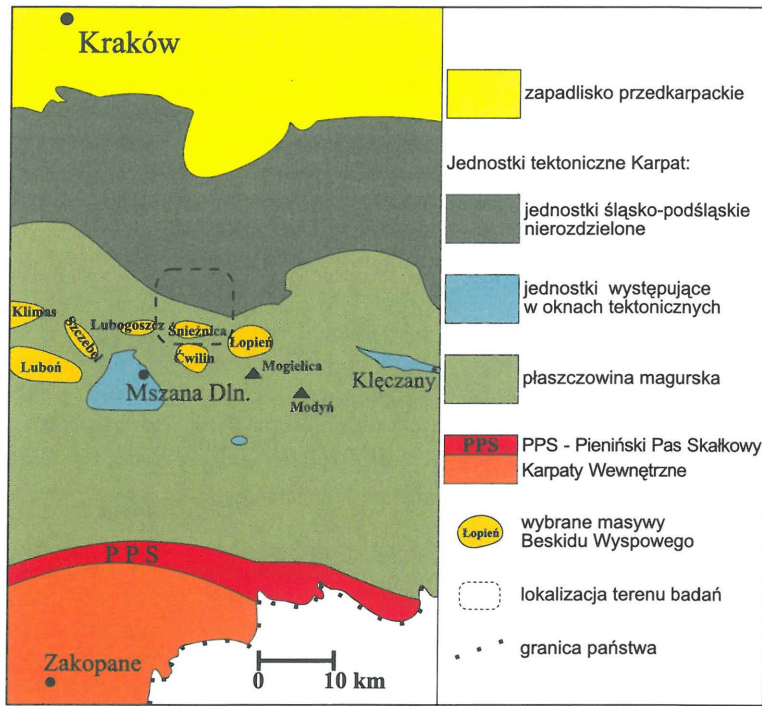 Kraków
Klimas
Szczebel
Lubogoszcz
Śnieżnica
Łopień
Luboń
Ćwilin
Mogielica
Mszana Dln.
Klęczany
Modyń
P P S
Zakopane
0 10 km
zapadlisko przedkarpackie
Jednostki tektoniczne Karpat:
jednostki śląsko-podśląskie
nierozdzielone
jednostki występujące
w oknach tektonicznych
płaszczowina magurska
PPS
PPS - Pieniński Pas Skałkowy
Karpaty Wewnętrzne
Łopień
wybrane masywy
Beskidu Wyspowego
lokalizacja terenu badań
granica państwa